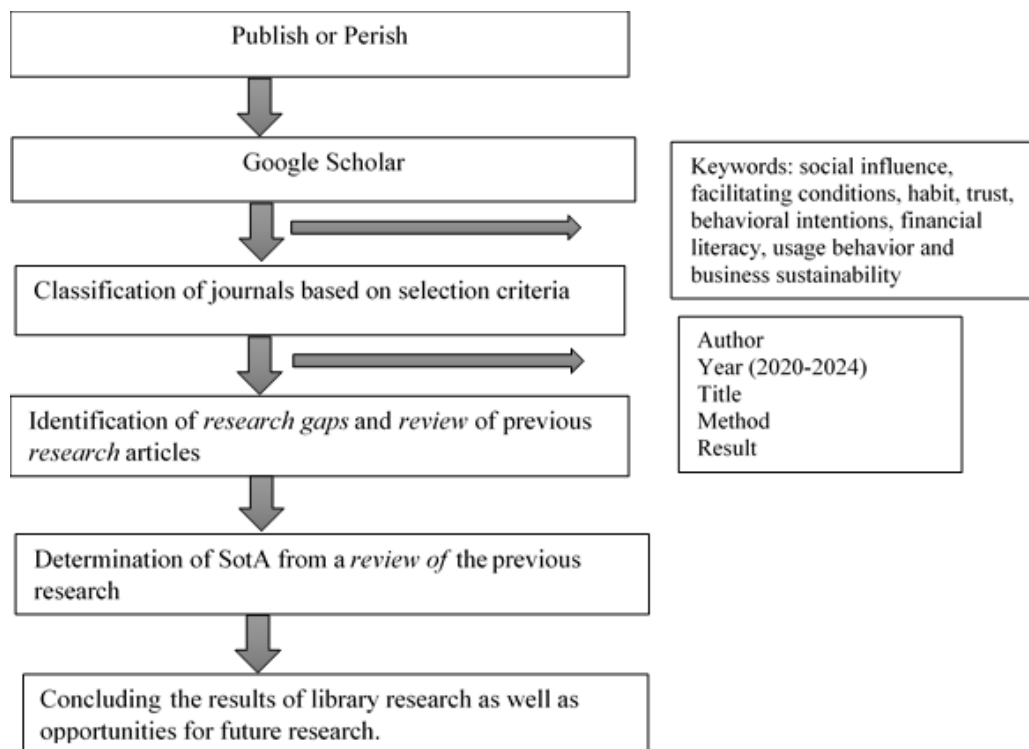 Publish or Perish
Google Scholar
Keywords: social influence,
facilitating conditions, habit, trust,
behavioral intentions, financial
literacy, usage behavior and
business sustainability
Classification of journals based on selection criteria
Author
Year (2020-2024)
Title
Method
Result
Identification of research gaps and review of previous
research articles
Determination of SotA from a review of the previous
research
Concluding the results of library research as well as
opportunities for future research.